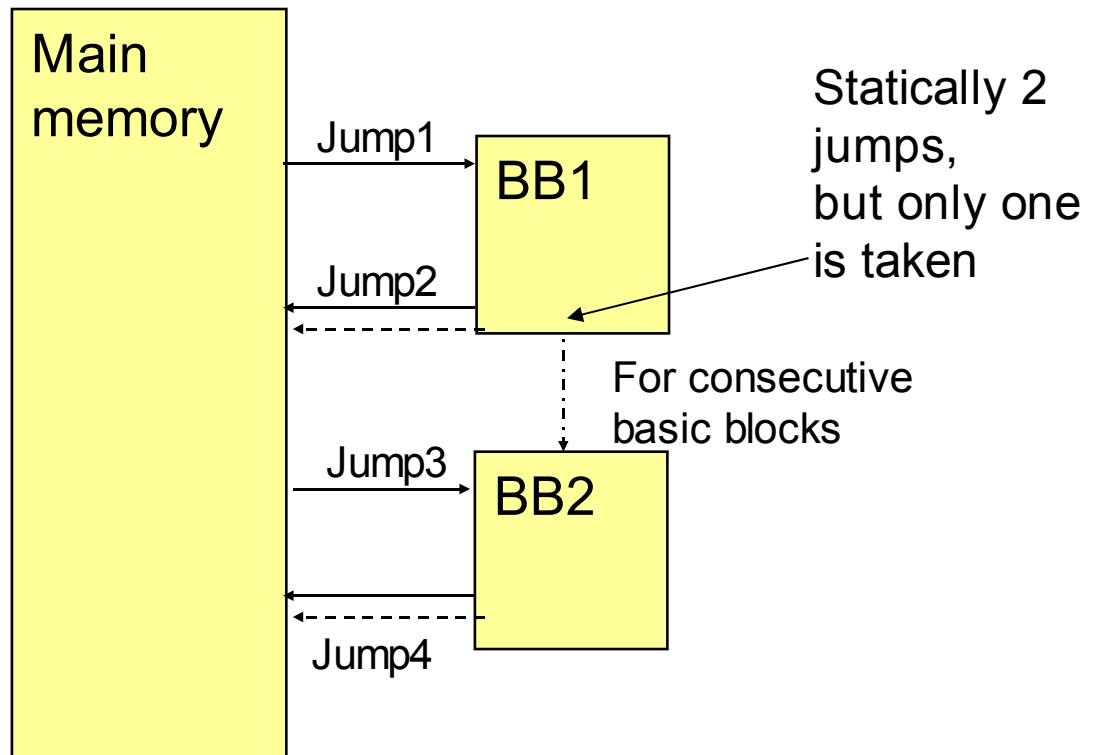 Main
memory
Jump1
BB1
Statically 2
jumps,
but only one
is taken
Jump2
For consecutive
basic blocks
Jump3
BB2
Jump4